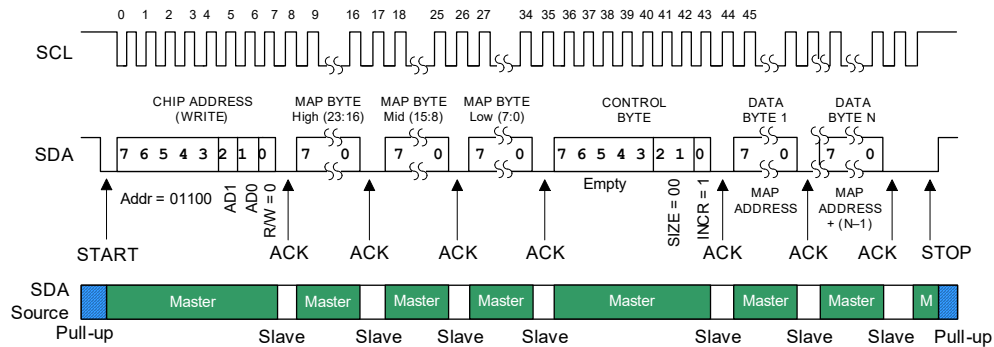 0 1 2 3 4 5 6 7 8 9 16 17 18 25 26 27 34 35 36 37 38 39 40 41 42 43 44 45
SCL
CHIP ADDRESS
(WRITE)
MAP BYTE
High (23:16)
MAP BYTE
Mid (15:8)
MAP BYTE
Low (7:0)
CONTROL
BYTE
DATA
BYTE 1
DATA
BYTE N
SDA
7 6 5 4 3 2 1 0 7 0 7 0 7 0 7 6 5 4 3 2 1 0 7 0 7 0
Addr = 01100
AD1
AD0
R/W = 0
Empty
SIZE = 00
INCR = 1
MAP
ADDRESS
MAP
ADDRESS
+ (N–1)
START ACK ACK ACK ACK ACK ACK ACK STOP
SDA
Source
Master Master Master Master Master Master Master M
Pull-up Slave Slave Slave Slave Slave Slave Slave Pull-up